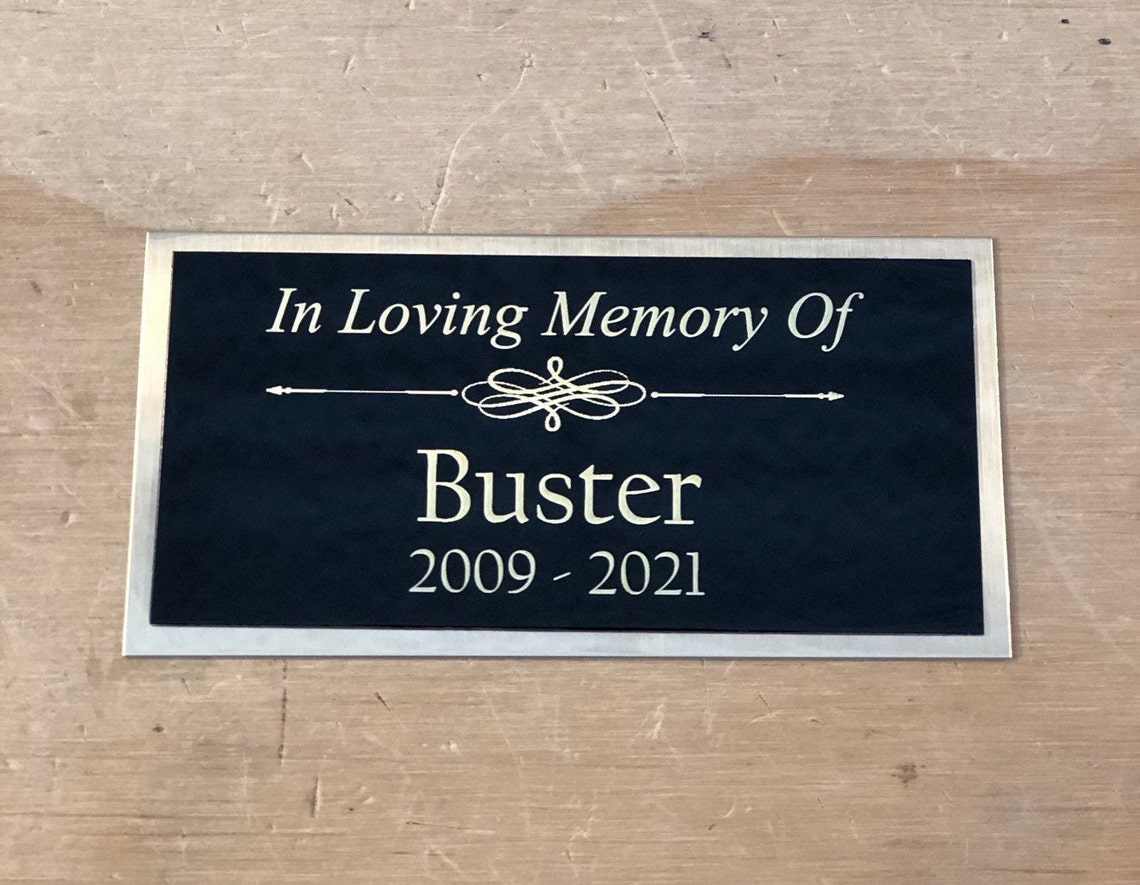 In Loving Memory Of
Buster
2009 - 2021